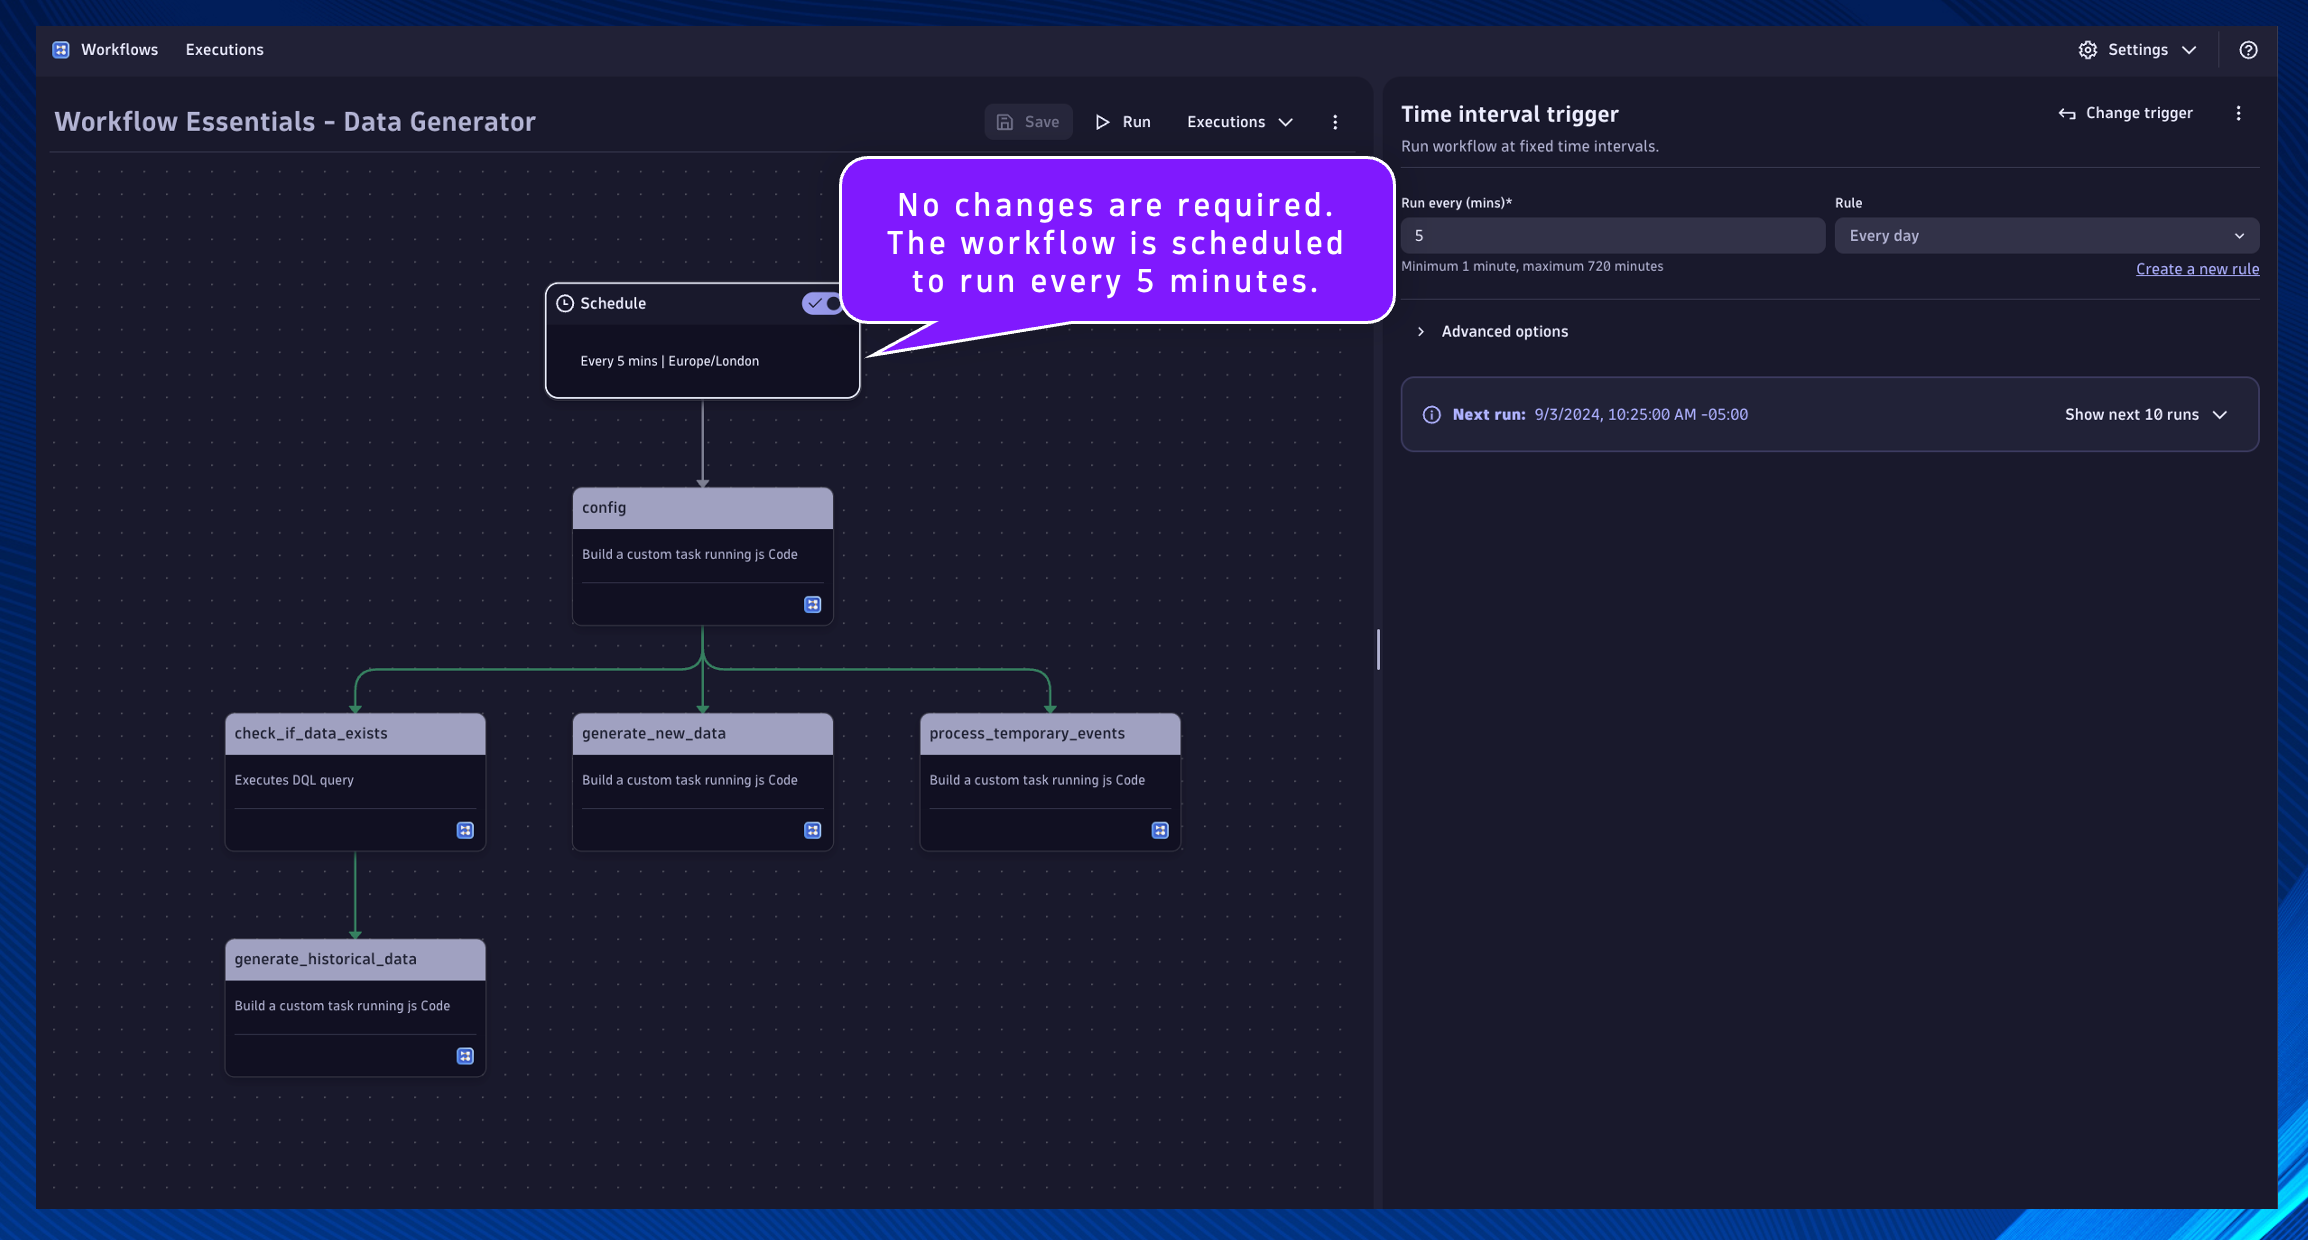 Workflows
Executions
Settings
Workflow Essentials - Data Generator
Save
Run
Executions
No changes are required.
The workflow is scheduled
to run every 5 minutes.
Schedule
Every 5 mins | Europe/London
config
Build a custom task running js Code
check_if_data_exists
Executes DQL query
generate_new_data
Build a custom task running js Code
process_temporary_events
Build a custom task running js Code
generate_historical_data
Build a custom task running js Code
Time interval trigger
Change trigger
Run workflow at fixed time intervals.
Run every (mins)*
Rule
5
Every day
Minimum 1 minute, maximum 720 minutes
Create a new rule
Advanced options
Next run: 9/3/2024, 10:25:00 AM -05:00
Show next 10 runs